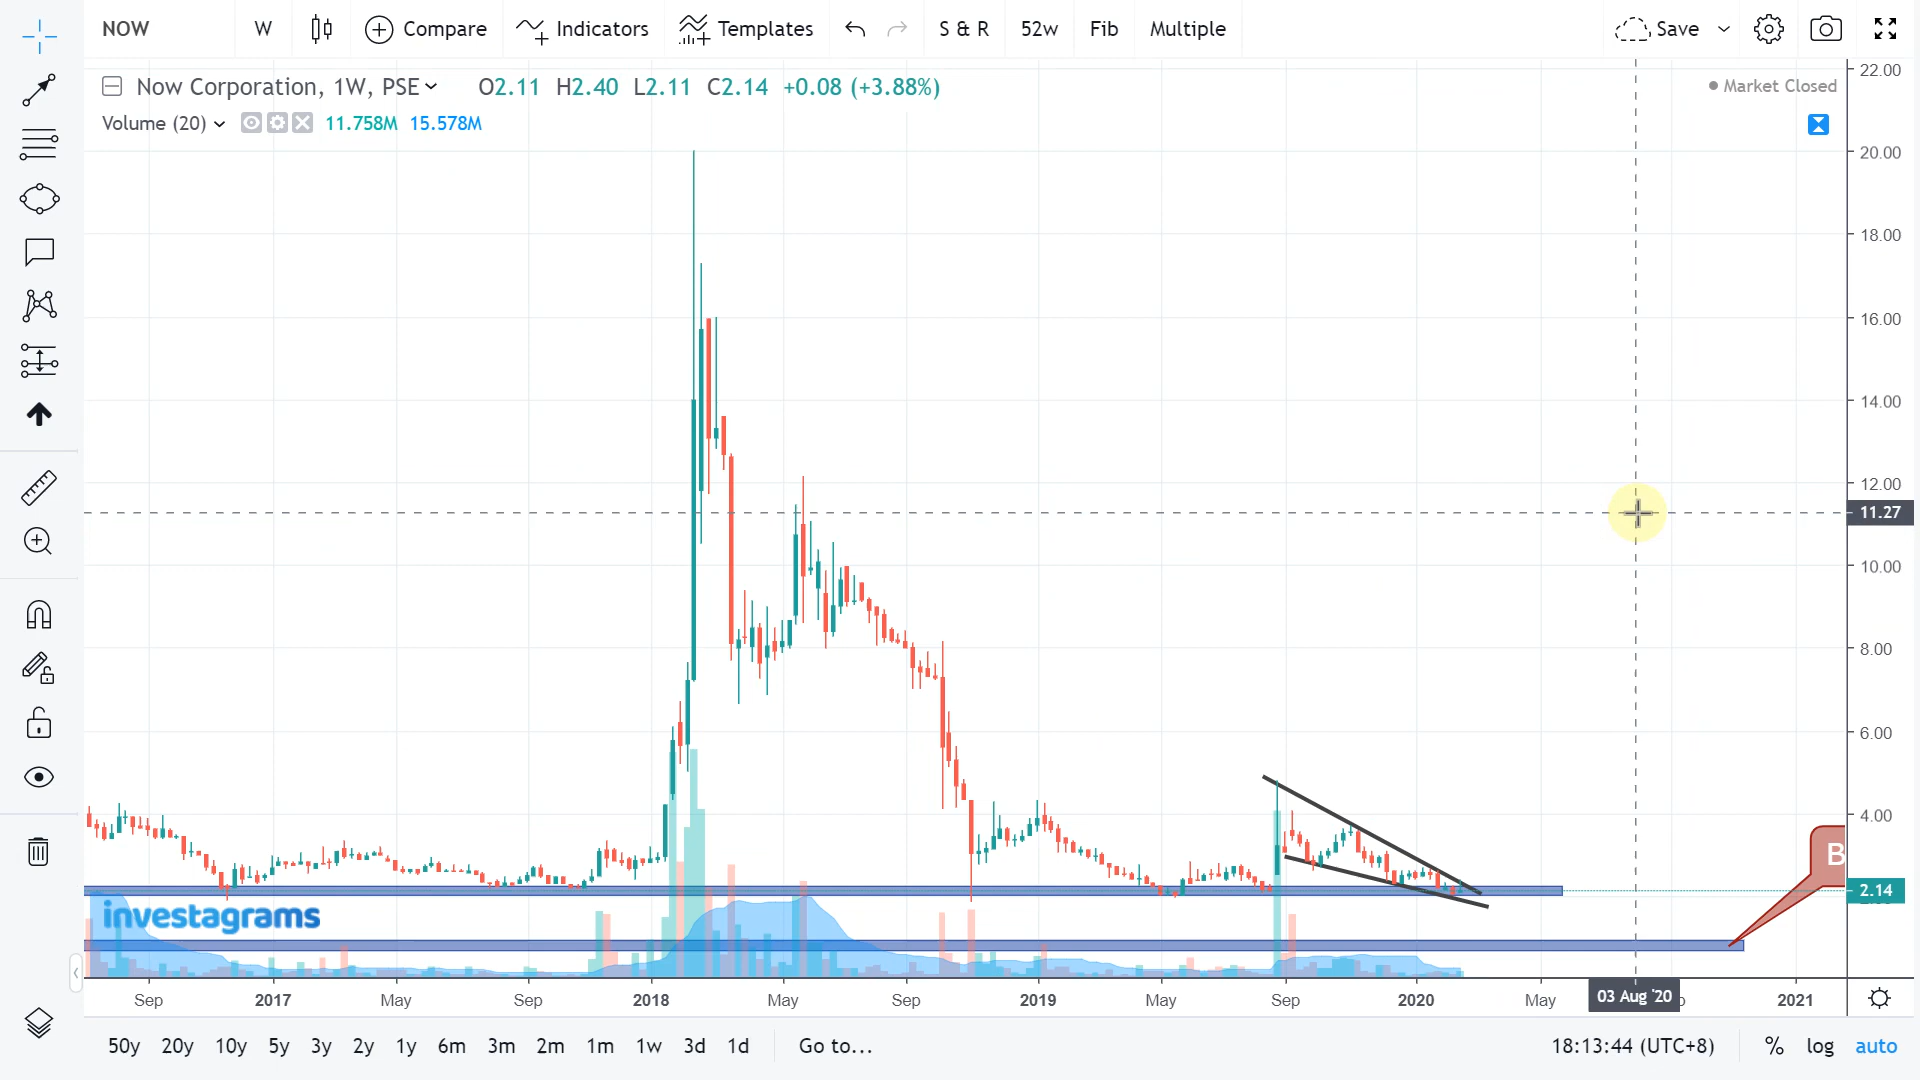 NOW W Compare Indicators Templates S & R 52w Fib Multiple Save
Now Corporation, 1W, PSE O2.11 H2.40 L2.11 C2.14 +0.08 (+3.88%)
Market Closed
Volume (20) 11.758M 15.578M
22.00
20.00
18.00
16.00
14.00
12.00
11.27
10.00
8.00
6.00
4.00
B
2.14
investagrams
Sep 2017 May Sep 2018 May Sep 2019 May Sep 2020 May 03 Aug '20 2021
50y 20y 10y 5y 3y 2y 1y 6m 3m 2m 1m 1w 3d 1d Go to... 18:13:44 (UTC+8) % log auto